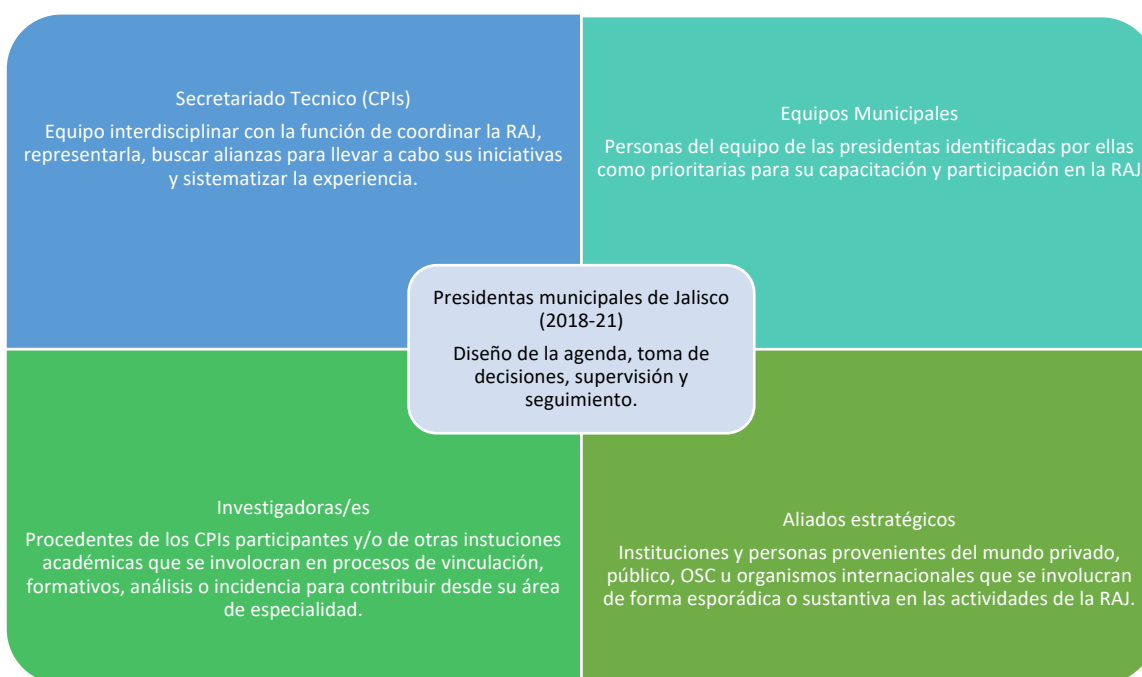 Secretariado Tecnico (CPIs)
Equipo interdisciplinar con la función de coordinar la RAJ,
representarla, buscar alianzas para llevar a cabo sus iniciativas
y sistematizar la experiencia.
Equipos Municipales
Personas del equipo de las presidentas identificadas por ellas
como prioritarias para su capacitación y participación en la RAJ
Presidentas municipales de Jalisco
(2018-21)
Diseño de la agenda, toma de
decisiones, supervisión y
seguimiento.
Investigadoras/es
Procedentes de los CPIs participantes y/o de otras instuciones
académicas que se involocran en procesos de vinculación,
formativos, análisis o incidencia para contribuir desde su área
de especialidad.
Aliados estratégicos
Instituciones y personas provenientes del mundo privado,
público, OSC u organismos internacionales que se involucran
de forma esporádica o sustantiva en las actividades de la RAJ.